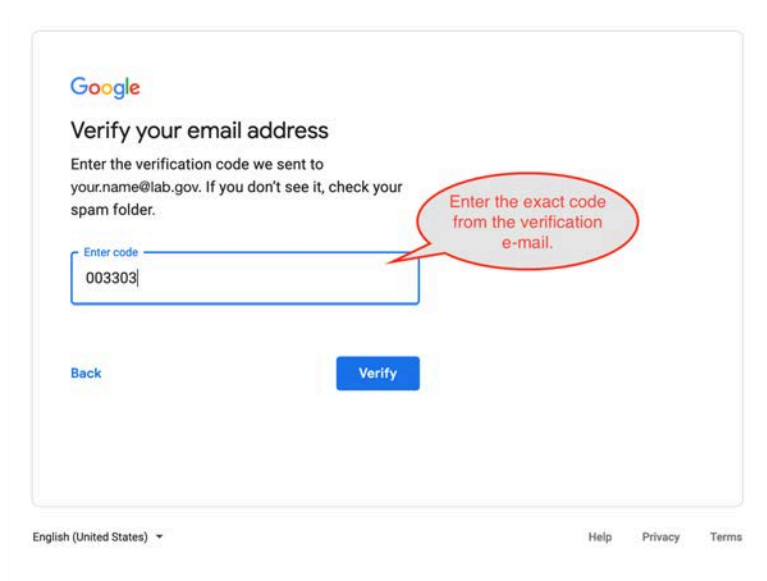 Google
Verify your email address
Enter the verification code we sent to
your.name@lab.gov. If you don't see it, check your
spam folder.
Enter the exact code
from the verification
e-mail.
Enter code
003303
Back
Verify
English (United States)
Help Privacy Terms